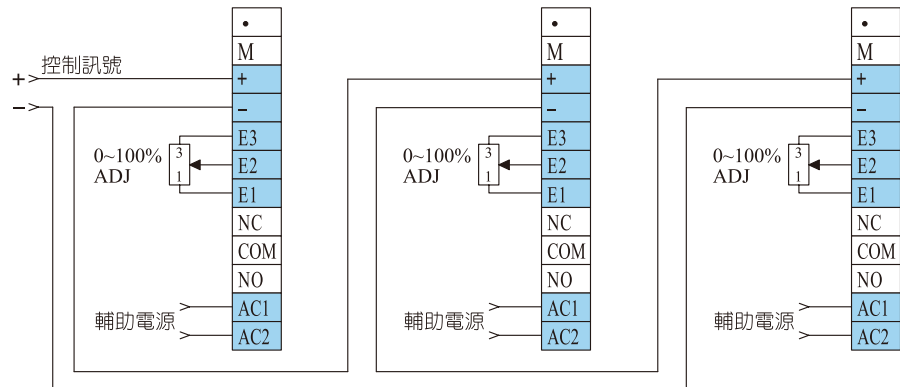 •
M
+
−
E3
E2
E1
NC
COM
NO
AC1
AC2
+
−
控制訊號
0~100%
ADJ
3
1
輔助電源
•
M
+
−
E3
E2
E1
NC
COM
NO
AC1
AC2
0~100%
ADJ
3
1
輔助電源
•
M
+
−
E3
E2
E1
NC
COM
NO
AC1
AC2
0~100%
ADJ
3
1
輔助電源